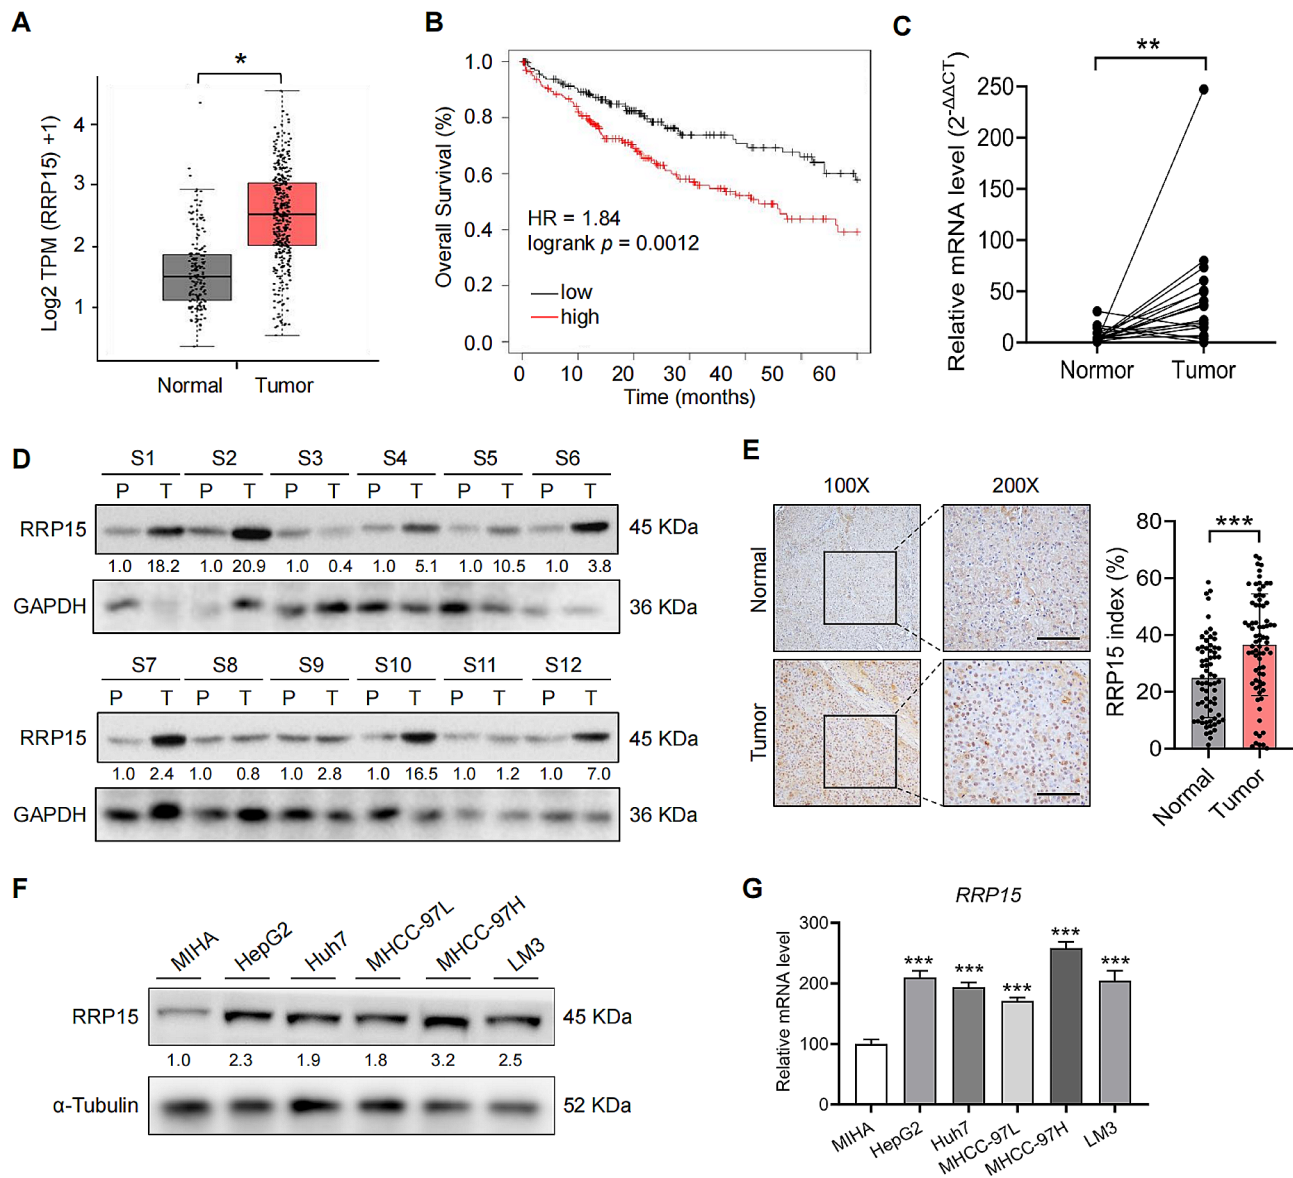 A
*
Log2 TPM (RRP15) +1)
4
3
2
1
Normal Tumor
B
Overall Survival (%)
1.0
0.8
0.6
0.4
0.2
0.0
HR = 1.84
logrank p = 0.0012
low
high
0 10 20 30 40 50 60
Time (months)
C
**
Relative mRNA level (2^-ΔΔCT)
250
200
150
100
50
0
Normor Tumor
D
S1 S2 S3 S4 S5 S6
P T P T P T P T P T P T
RRP15 45 KDa
1.0 18.2 1.0 20.9 1.0 0.4 1.0 5.1 1.0 10.5 1.0 3.8
GAPDH 36 KDa
S7 S8 S9 S10 S11 S12
P T P T P T P T P T P T
RRP15 45 KDa
1.0 2.4 1.0 0.8 1.0 2.8 1.0 16.5 1.0 1.2 1.0 7.0
GAPDH 36 KDa
E
100X 200X
Normal
Tumor
***
RRP15 index (%)
80
60
40
20
0
Normal Tumor
F
MIHA HepG2 Huh7 MHCC-97L MHCC-97H LM3
RRP15 45 KDa
1.0 2.3 1.9 1.8 3.2 2.5
α-Tubulin 52 KDa
G
RRP15
Relative mRNA level
300
200
100
0
*** *** *** *** ***
MIHA HepG2 Huh7 MHCC-97L MHCC-97H LM3